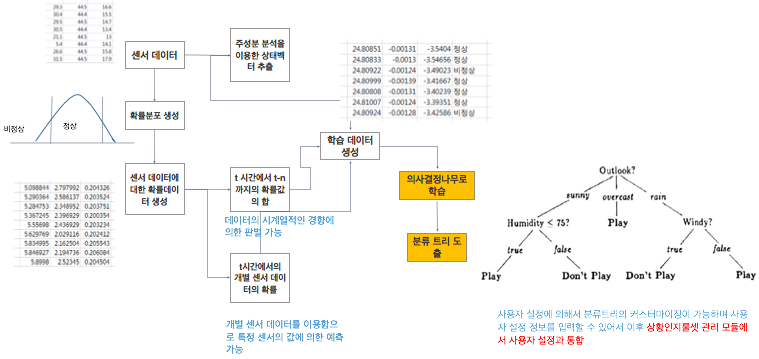 29.3 44.5 16.6
30.4 44.6 15.5
29.5 44.5 14.7
30.5 44.5 13.4
25.1 44.5 13
5.4 44.5 14.1
26.6 44.5 15.8
31.5 44.5 17.9
센서 데이터
주성분 분석을
이용한 상태벡
터 추출
24.80851 -0.00131 -3.5404 정상
24.80833 -0.0013 -3.54656 정상
24.80922 -0.00124 -3.49023 비정상
24.80999 -0.00139 -3.41667 정상
24.80808 -0.00131 -3.40239 정상
24.81007 -0.00124 -3.39351 정상
24.80924 -0.00128 -3.42586 비정상
확률분포 생성
비정상
정상
센서 데이터에
대한 확률데이
터 생성
t 시간에서 t-n
까지의 확률값
의 합
학습 데이터
생성
데이터의 시계열적인 경향에
의한 판별 가능
의사결정나무로
학습
분류 트리 도
출
t시간에서의
개별 센서 데이
터의 확률
개별 센서 데이터를 이용함으
로 특정 센서의 값에 의한 예측
가능
5.098844 2.797992 0.204326
5.290364 2.586137 0.203524
5.284753 2.348952 0.203751
5.367245 2.396929 0.200354
5.55698 2.436929 0.203234
5.629769 2.029116 0.202412
5.834995 2.162504 0.205543
5.846927 2.194736 0.206084
5.8998 2.52345 0.204504
Outlook?
sunny overcast rain
Humidity ≤ 75? Play Windy?
true false true false
Play Don't Play Don't Play Play
사용자 설정에 의해서 분류트리의 커스터마이징이 가능하며 사용
자 설정 정보를 입력할 수 있어서 이후 상황인지룰셋 관리 모듈에
서 사용자 설정과 통합